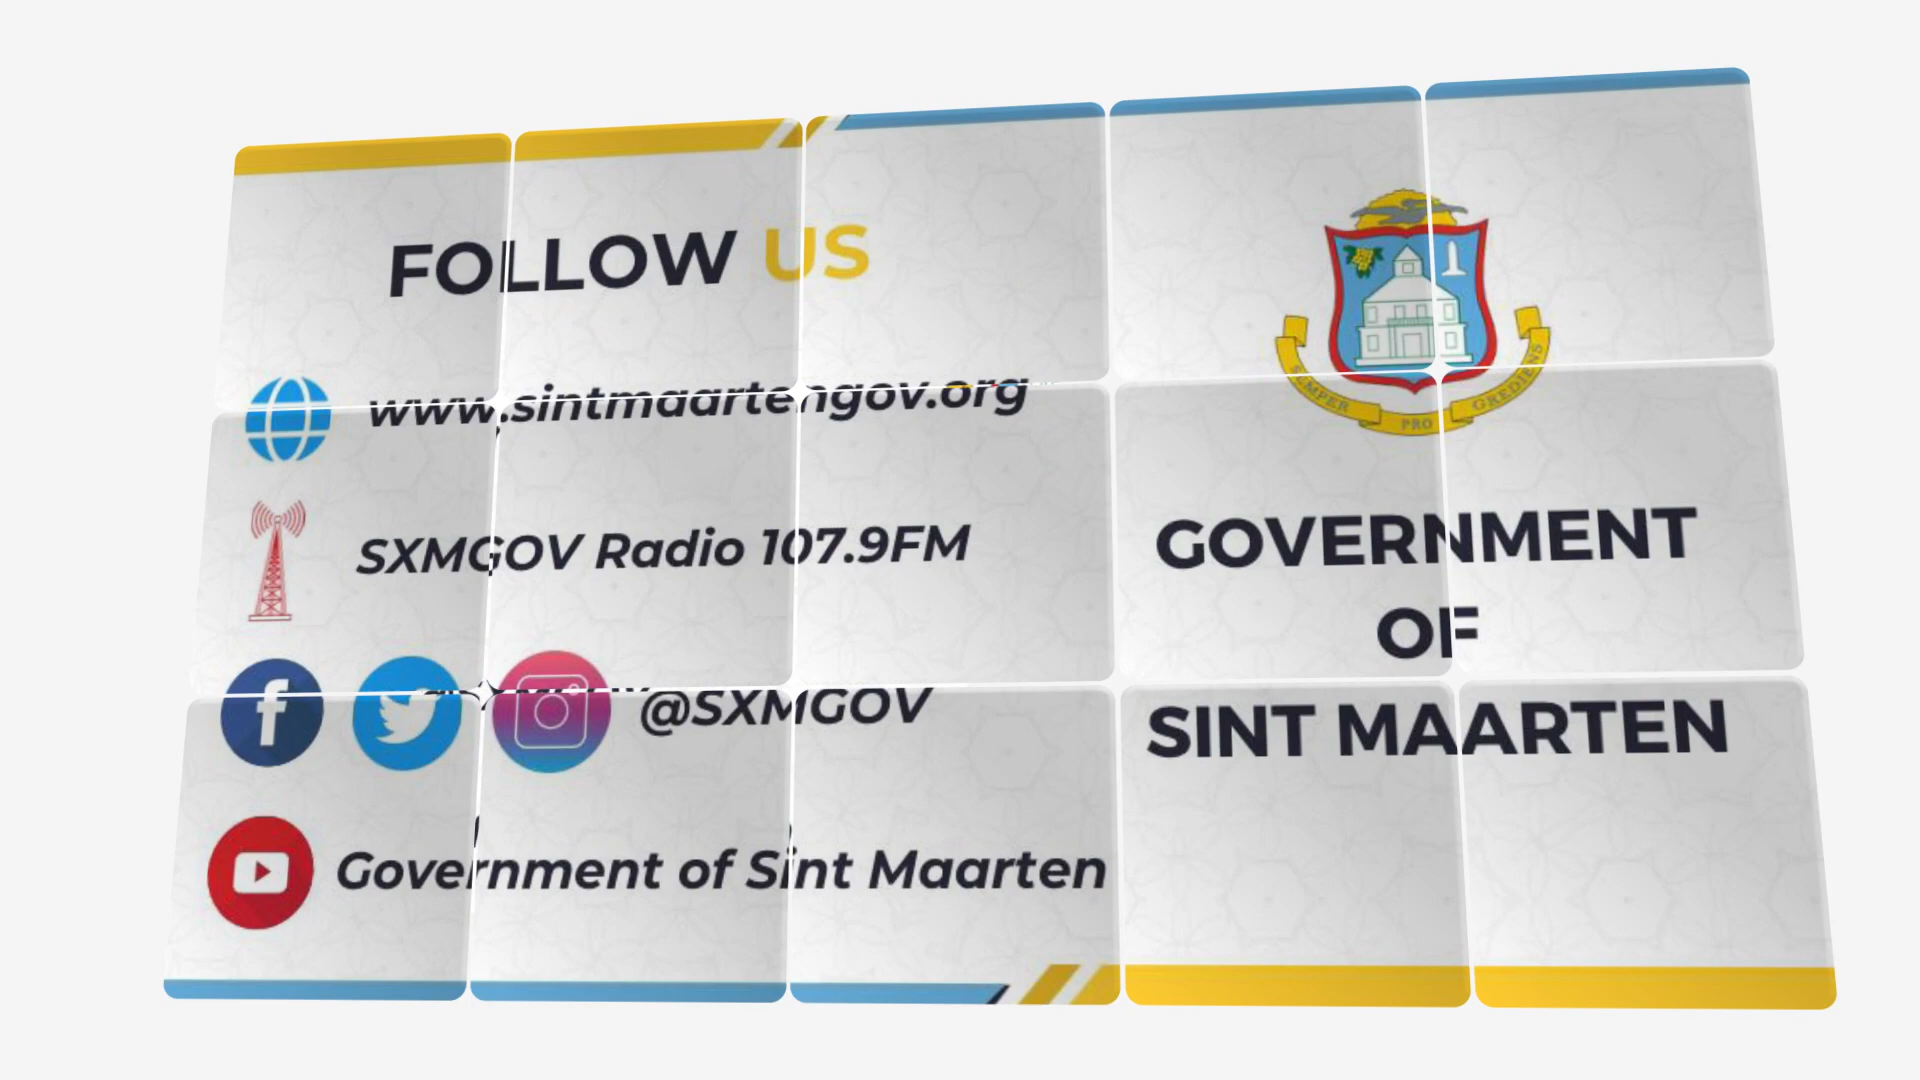 FOLLOW US
www.sintmaartengov.org
SXMGOV Radio 107.9FM
@SXMGOV
Government of Sint Maarten
SEMPER PRO GREDIENS
GOVERNMENT
OF
SINT MAARTEN